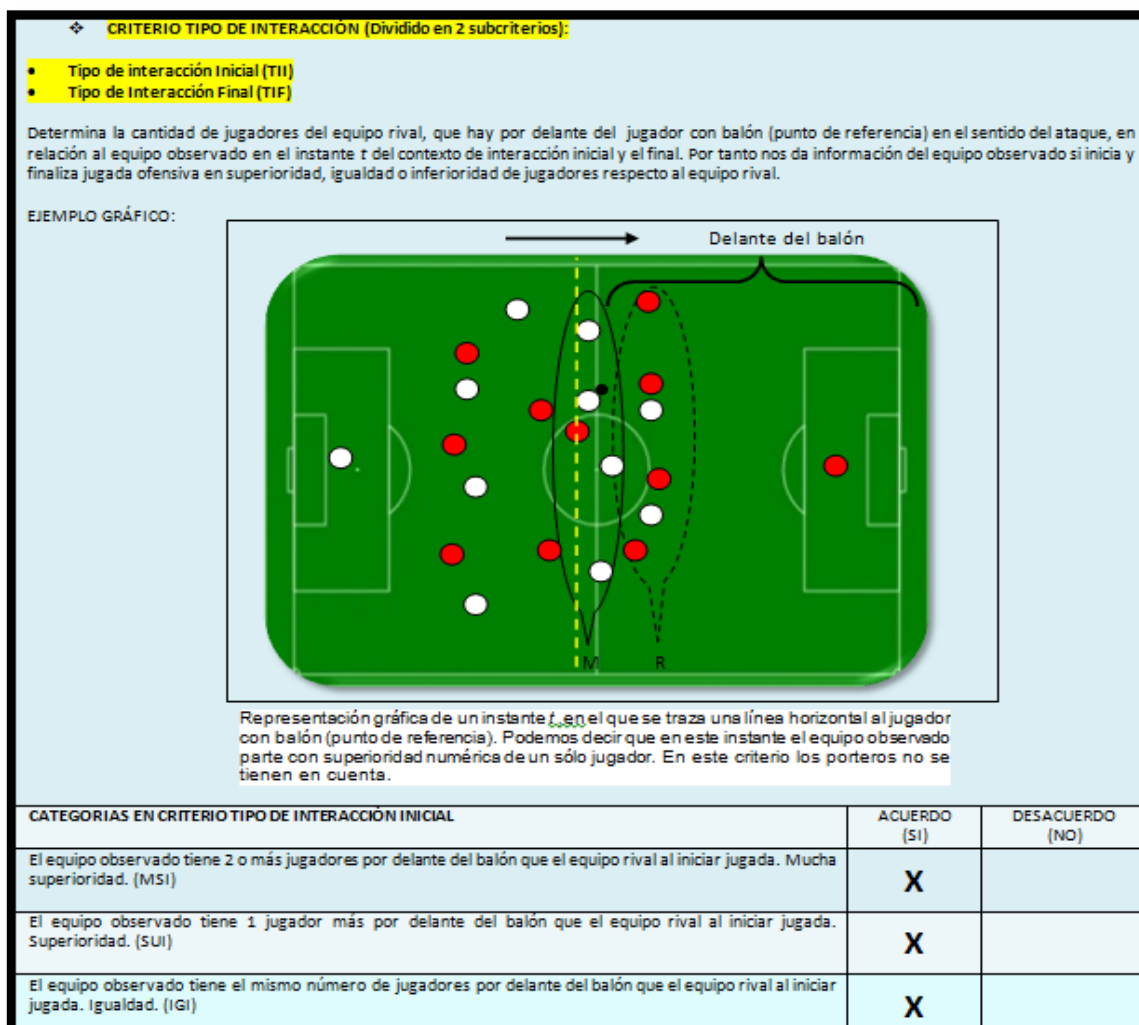 ❖ CRITERIO TIPO DE INTERACCIÓN (Dividido en 2 subcriterios):
• Tipo de interacción Inicial (TII)
• Tipo de Interacción Final (TIF)
Determina la cantidad de jugadores del equipo rival, que hay por delante del jugador con balón (punto de referencia) en el sentido del ataque, en
relación al equipo observado en el instante t del contexto de interacción inicial y el final. Por tanto nos da información del equipo observado si inicia y
finaliza jugada ofensiva en superioridad, igualdad o inferioridad de jugadores respecto al equipo rival.
EJEMPLO GRÁFICO:
Delante del balón
M R
Representación gráfica de un instante t, en el que se traza una línea horizontal al jugador
con balón (punto de referencia). Podemos decir que en este instante el equipo observado
parte con superioridad numérica de un sólo jugador. En este criterio los porteros no se
tienen en cuenta.
CATEGORIAS EN CRITERIO TIPO DE INTERACCIÓN INICIAL
ACUERDO
(SI)
DESACUERDO
(NO)
El equipo observado tiene 2 o más jugadores por delante del balón que el equipo rival al iniciar jugada. Mucha
superioridad. (MSI)
X
El equipo observado tiene 1 jugador más por delante del balón que el equipo rival al iniciar jugada.
Superioridad. (SUI)
X
El equipo observado tiene el mismo número de jugadores por delante del balón que el equipo rival al iniciar
jugada. Igualdad. (IGI)
X